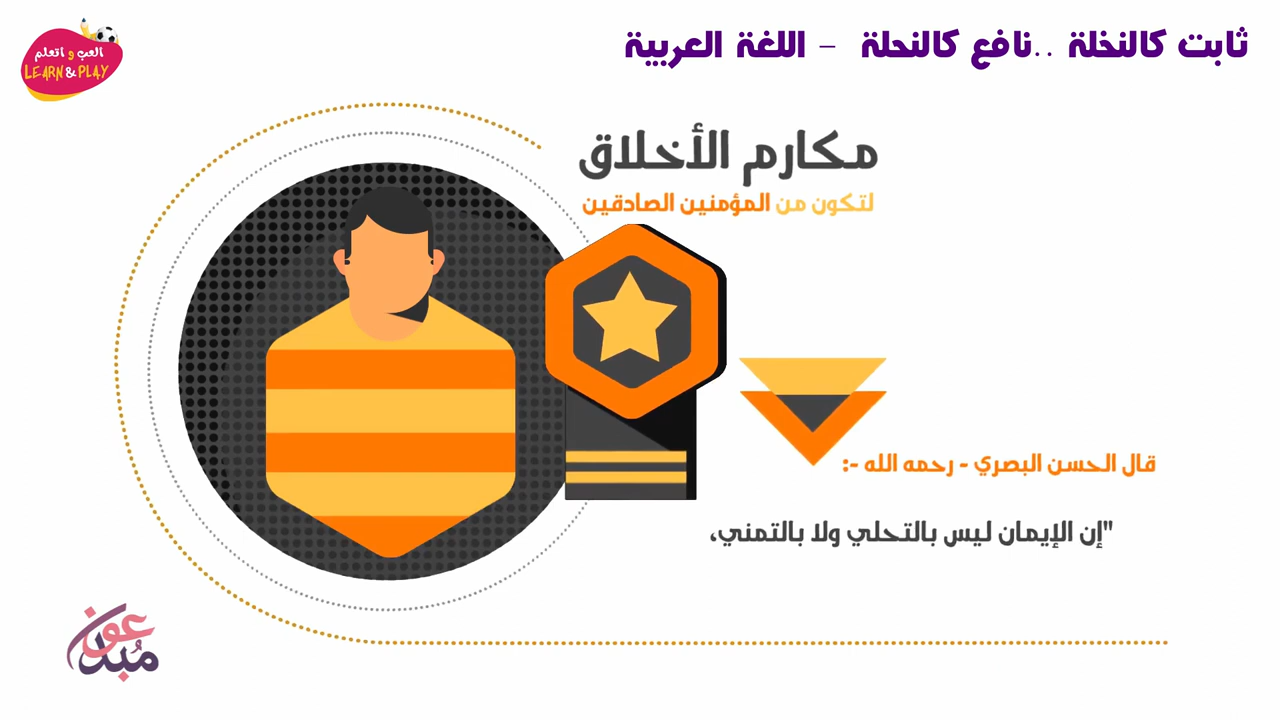 ثابت كالنخلة ..نافع كالنحلة - اللغة العربية
العب و اتعلم
LEARN & PLAY
مكارم الأخلاق
لتكون من المؤمنين الصادقين
قال الحسن البصري - رحمه الله -:
"إن الإيمان ليس بالتحلي ولا بالتمني،
مبدعون